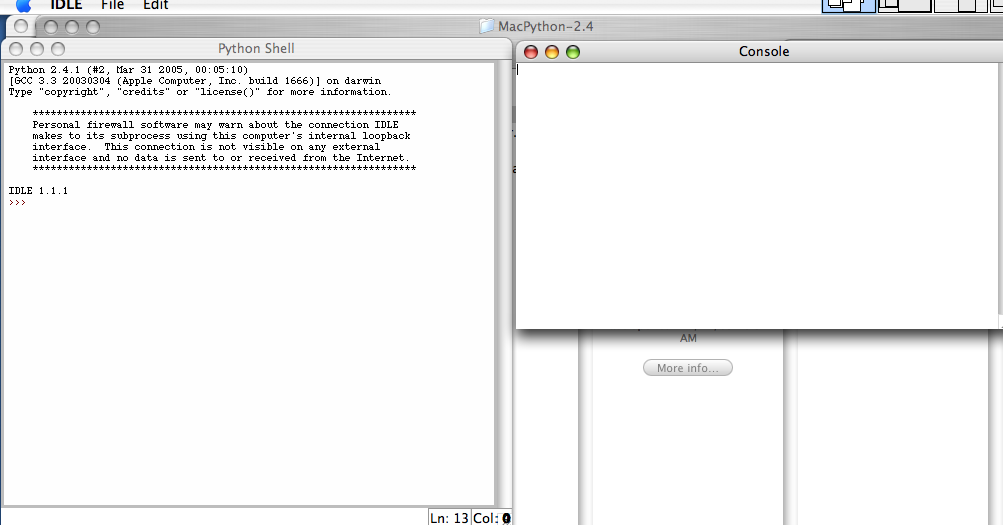 IDLE File Edit
MacPython-2.4
Python Shell
Console
Python 2.4.1 (#2, Mar 31 2005, 00:05:10)
[GCC 3.3 20030304 (Apple Computer, Inc. build 1666)] on darwin
Type "copyright", "credits" or "license()" for more information.
****************************************************************
Personal firewall software may warn about the connection IDLE
makes to its subprocess using this computer's internal loopback
interface.  This connection is not visible on any external
interface and no data is sent to or received from the Internet.
****************************************************************
IDLE 1.1.1
>>>
AM
More info...
Ln: 13 Col: